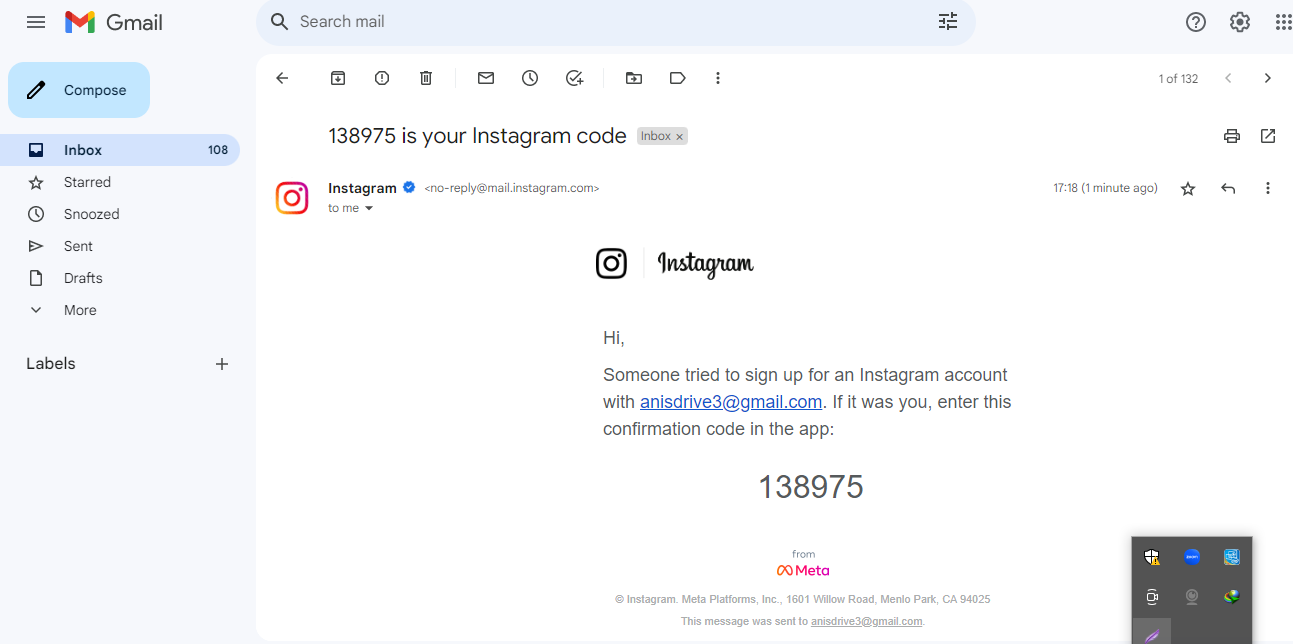 Gmail
Search mail
Compose
1 of 132
138975 is your Instagram code Inbox ×
Inbox 108
Starred
Snoozed
Sent
Drafts
More
Labels
Instagram <no-reply@mail.instagram.com> 17:18 (1 minute ago)
to me
Instagram
Hi,
Someone tried to sign up for an Instagram account
with anisdrive3@gmail.com. If it was you, enter this
confirmation code in the app:
138975
from
Meta
© Instagram. Meta Platforms, Inc., 1601 Willow Road, Menlo Park, CA 94025
This message was sent to anisdrive3@gmail.com.